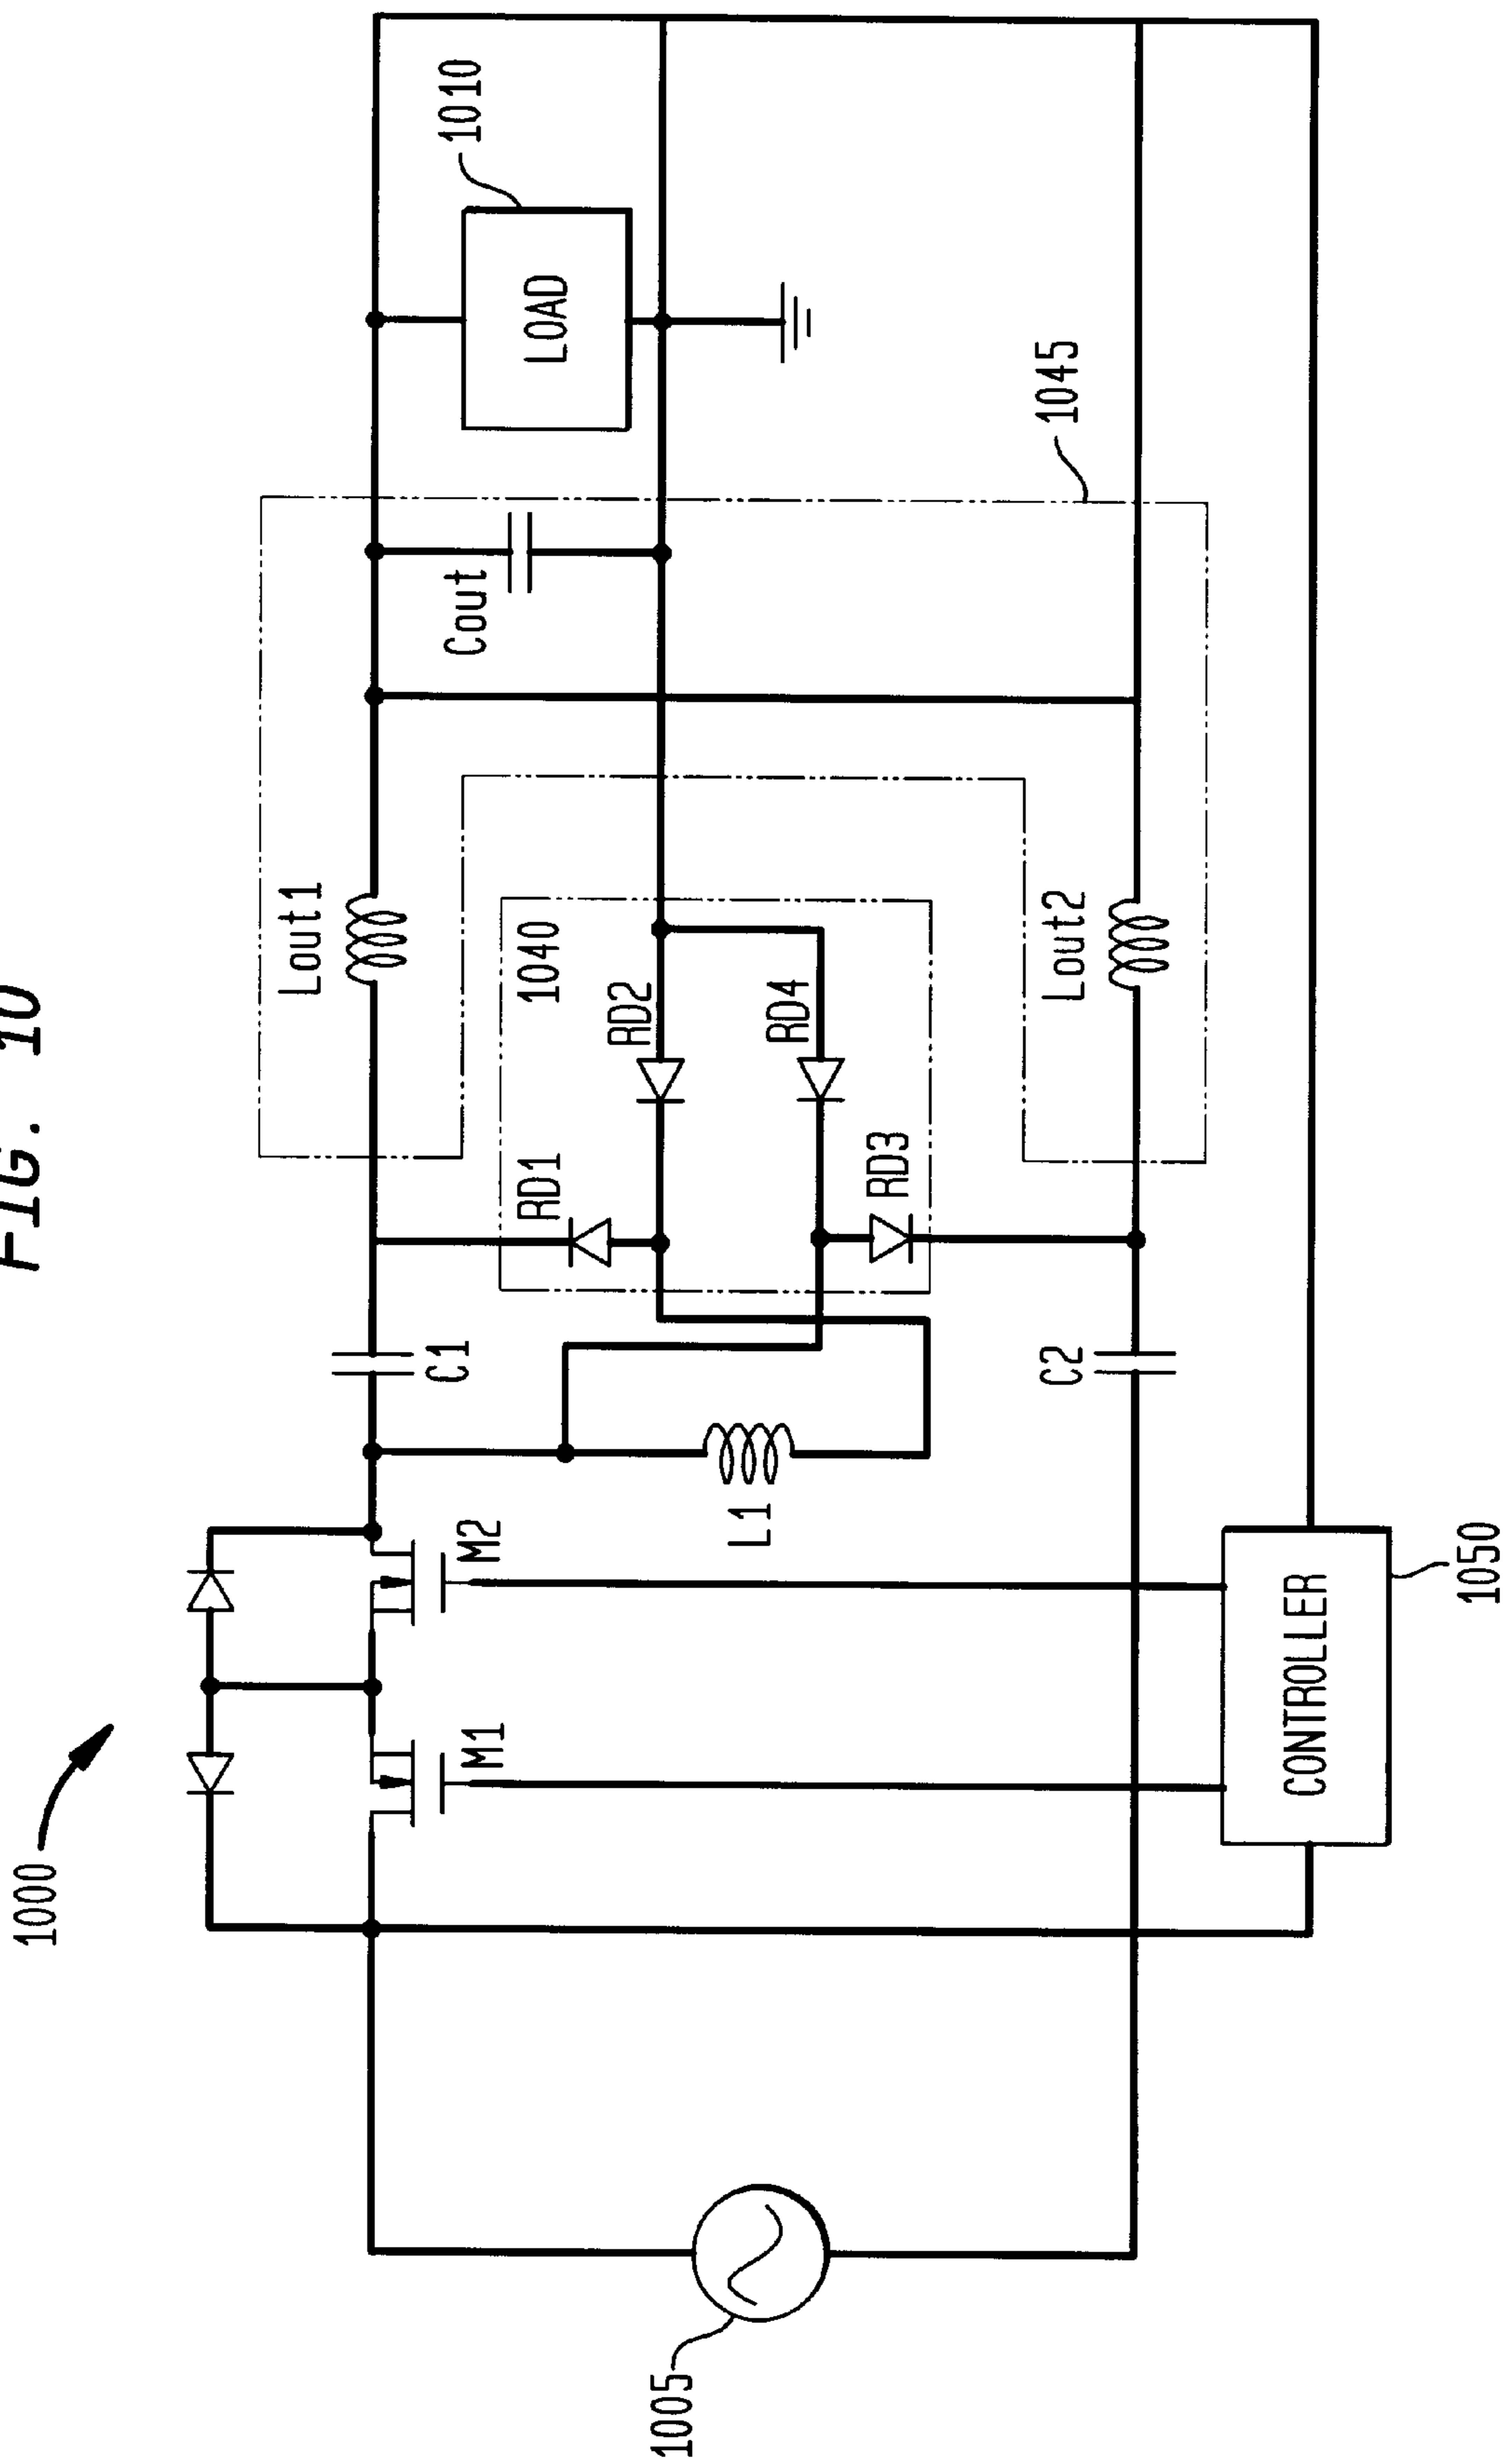 FIG. 10
1000
1005
M1
M2
L1
C1
C2
RD1
RD2
RD3
RD4
1040
Lout1
Lout2
Cout
1045
LOAD
1010
CONTROLLER
1050